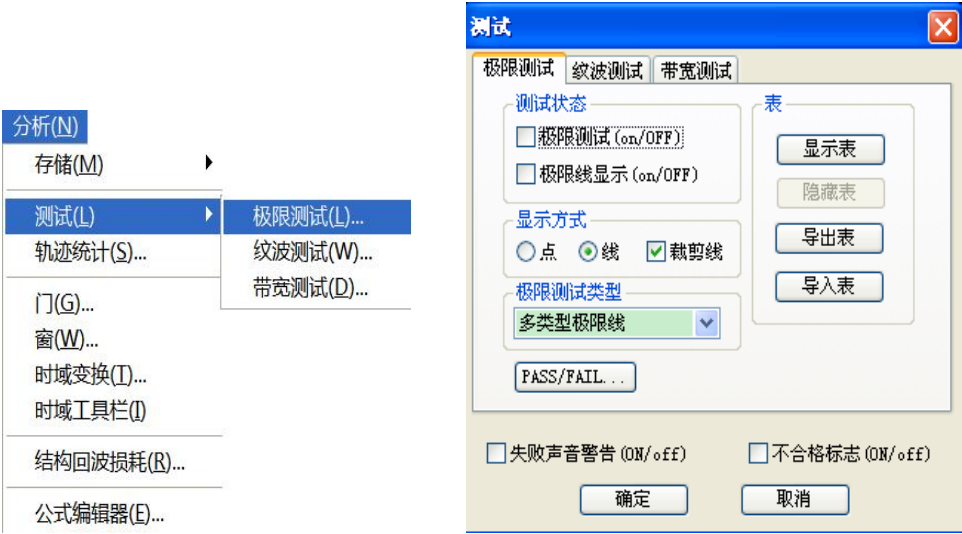 分析(N)
存储(M)
测试(L)
轨迹统计(S)...
门(G)...
窗(W)...
时域变换(T)...
时域工具栏(I)
结构回波损耗(R)...
公式编辑器(E)...
极限测试(L)...
纹波测试(W)...
带宽测试(D)...
测试
极限测试 纹波测试 带宽测试
测试状态
极限测试(on/OFF)
极限线显示(on/OFF)
显示方式
点 线 裁剪线
极限测试类型
多类型极限线
PASS/FAIL...
表
显示表
隐藏表
导出表
导入表
失败声音警告(ON/off) 不合格标志(ON/off)
确定 取消